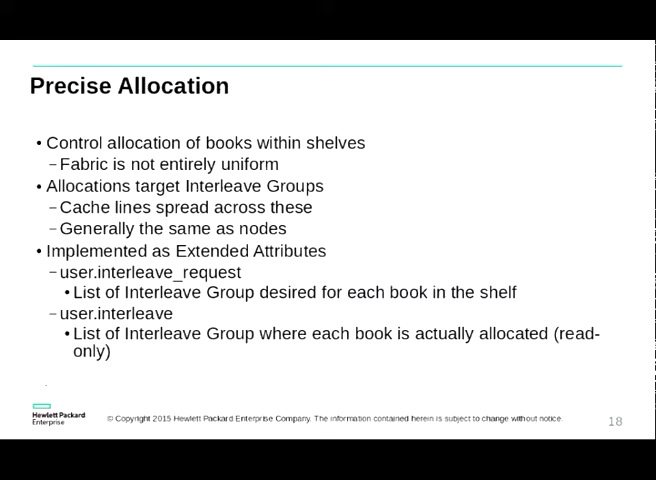 Precise Allocation
• Control allocation of books within shelves
– Fabric is not entirely uniform
• Allocations target Interleave Groups
– Cache lines spread across these
– Generally the same as nodes
• Implemented as Extended Attributes
– user.interleave_request
• List of Interleave Group desired for each book in the shelf
– user.interleave
• List of Interleave Group where each book is actually allocated (read-
only)
Hewlett Packard
Enterprise
© Copyright 2015 Hewlett Packard Enterprise Company. The information contained herein is subject to change without notice.
18